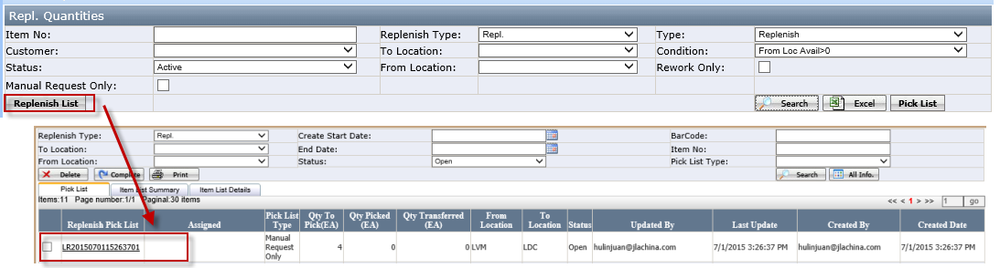 Repl. Quantities
Item No: Replenish Type: Repl. Type: Replenish
Customer: To Location: Condition: From Loc Avail>0
Status: Active From Location: Rework Only:
Manual Request Only:
Replenish List Search Excel Pick List
Replenish Type: Repl. Create Start Date: BarCode:
To Location: End Date: Item No:
From Location: Status: Open Pick List Type:
Delete Complete Print Search All Info.
Pick List Item List Summary Item List Details
Items:11 Page number:1/1 Paginal:30 items << < 1 > >> 1 go
Replenish Pick List Assigned Pick List Type Qty To Pick(EA) Qty Picked (EA) Qty Transferred (EA) From Location To Location Status Updated By Last Update Created By Created Date
LR2015070115263701 Manual Request Only 4 0 0 LVM LDC Open hulinjuan@jlachina.com 7/1/2015 3:26:37 PM hulinjuan@jlachina.com 7/1/2015 3:26:37 PM